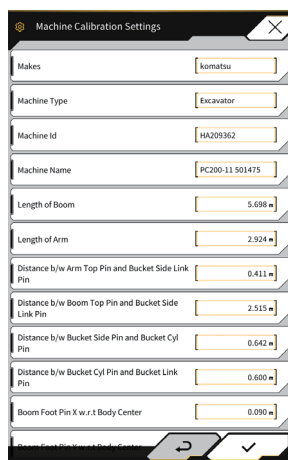 Machine Calibration Settings
Makes
komatsu
Machine Type
Excavator
Machine Id
HA209362
Machine Name
PC200-11 501475
Length of Boom
5.698 m
Length of Arm
2.924 m
Distance b/w Arm Top Pin and Bucket Side Link
Pin
0.411 m
Distance b/w Boom Top Pin and Bucket Side
Link Pin
2.515 m
Distance b/w Bucket Side Pin and Bucket Cyl
Pin
0.642 m
Distance b/w Bucket Cyl Pin and Bucket Link
Pin
0.600 m
Boom Foot Pin X w.r.t Body Center
0.090 m